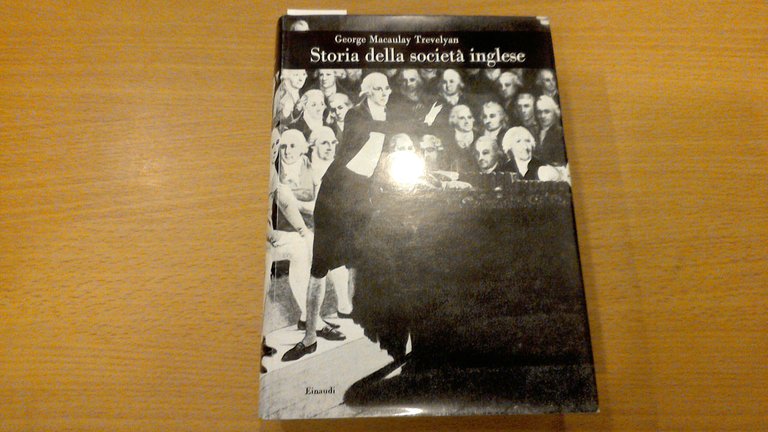 George Macaulay Trevelyan
Storia della società inglese
Einaudi